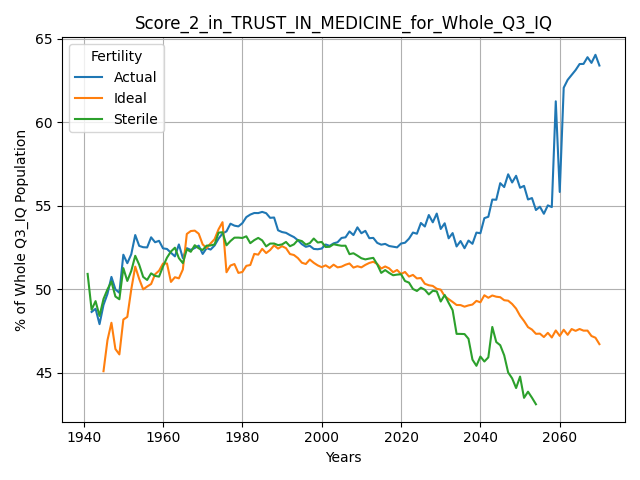 Score_2_in_TRUST_IN_MEDICINE_for_Whole_Q3_IQ
% of Whole Q3_IQ Population
65
60
55
50
45
Fertility
Actual
Ideal
Sterile
1940 1960 1980 2000 2020 2040 2060
Years